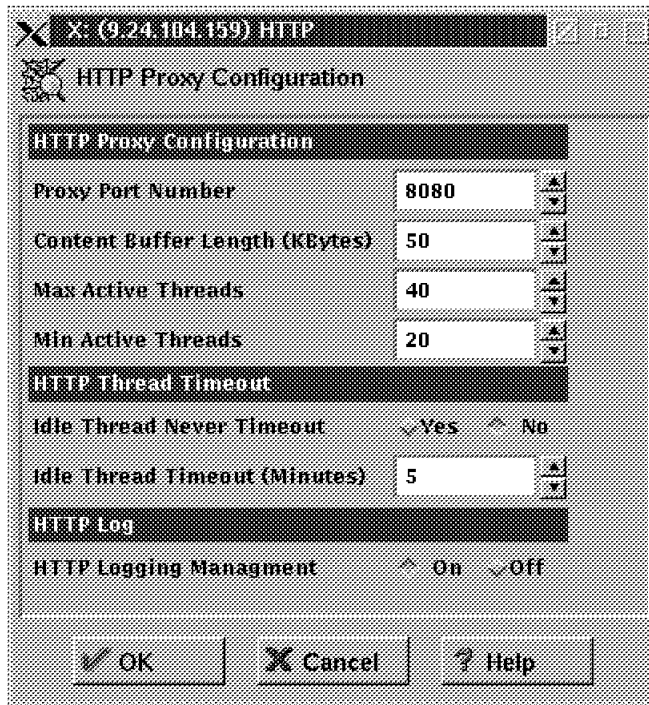 X: (9.24.104.159) HTTP
HTTP Proxy Configuration
HTTP Proxy Configuration
Proxy Port Number 8080
Content Buffer Length (KBytes) 50
Max Active Threads 40
Min Active Threads 20
HTTP Thread Timeout
Idle Thread Never Timeout Yes No
Idle Thread Timeout (Minutes) 5
HTTP Log
HTTP Logging Managment On Off
OK Cancel Help